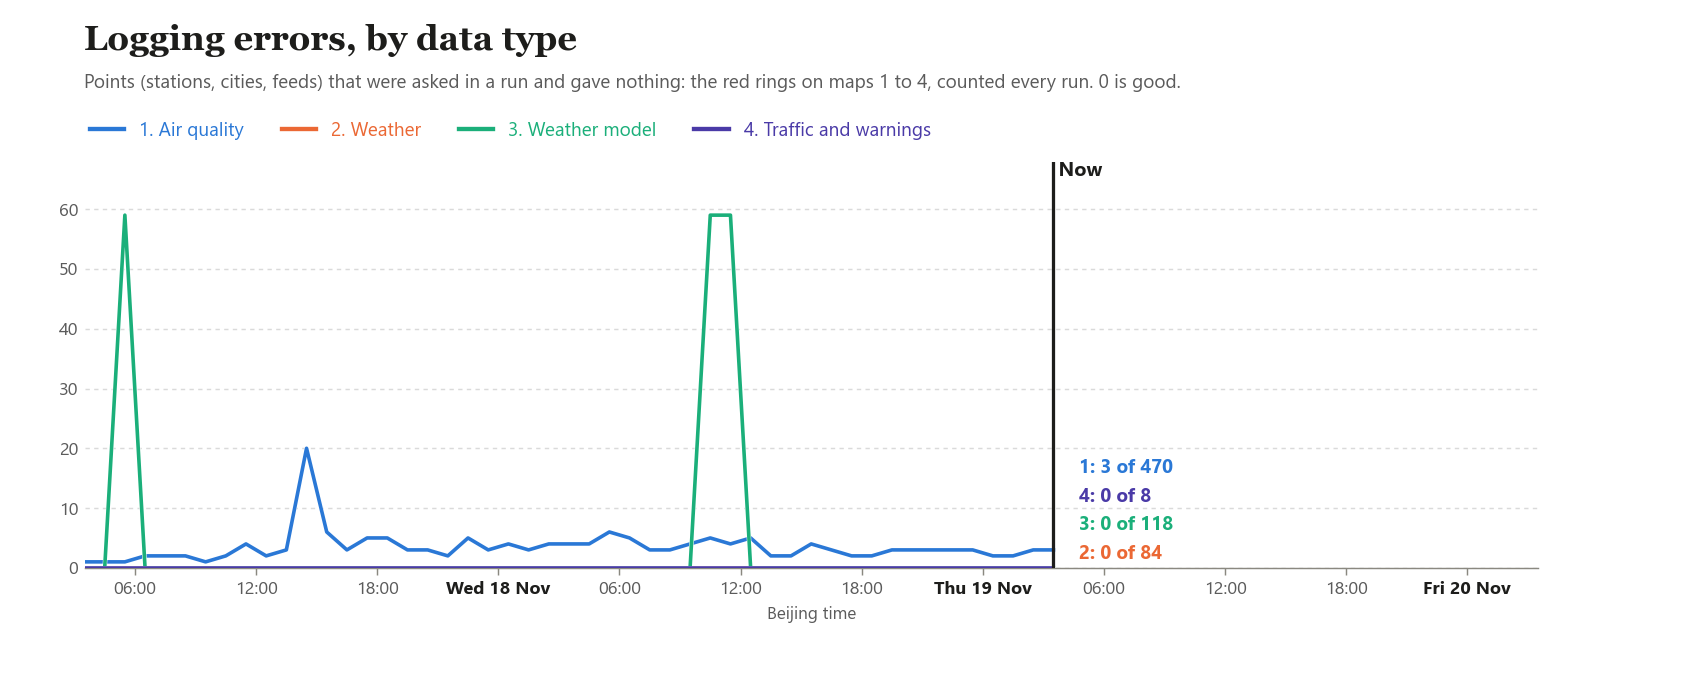 Logging errors, by data type
Points (stations, cities, feeds) that were asked in a run and gave nothing: the red rings on maps 1 to 4, counted every run. 0 is good.
1. Air quality 2. Weather 3. Weather model 4. Traffic and warnings
Now
60
50
40
30
20
10
0
1: 3 of 470
4: 0 of 8
3: 0 of 118
2: 0 of 84
06:00 12:00 18:00 Wed 18 Nov 06:00 12:00 18:00 Thu 19 Nov 06:00 12:00 18:00 Fri 20 Nov
Beijing time